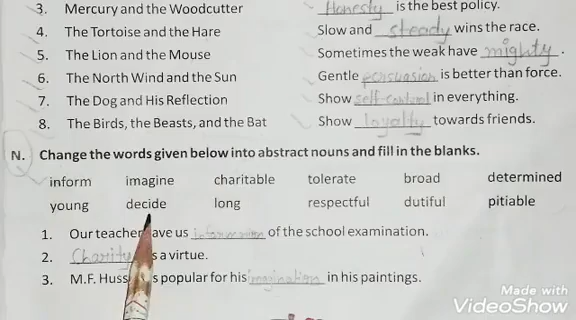 3. Mercury and the Woodcutter Honesty is the best policy.
4. The Tortoise and the Hare Slow and steady wins the race.
5. The Lion and the Mouse Sometimes the weak have mighty.
6. The North Wind and the Sun Gentle persuasion is better than force.
7. The Dog and His Reflection Show self-control in everything.
8. The Birds, the Beasts, and the Bat Show loyalty towards friends.
N. Change the words given below into abstract nouns and fill in the blanks.
inform imagine charitable tolerate broad determined
young decide long respectful dutiful pitiable
1. Our teacher ave us information of the school examination.
2. Charity s a virtue.
3. M.F. Huss s popular for his imagination in his paintings.
Made with
VideoShow